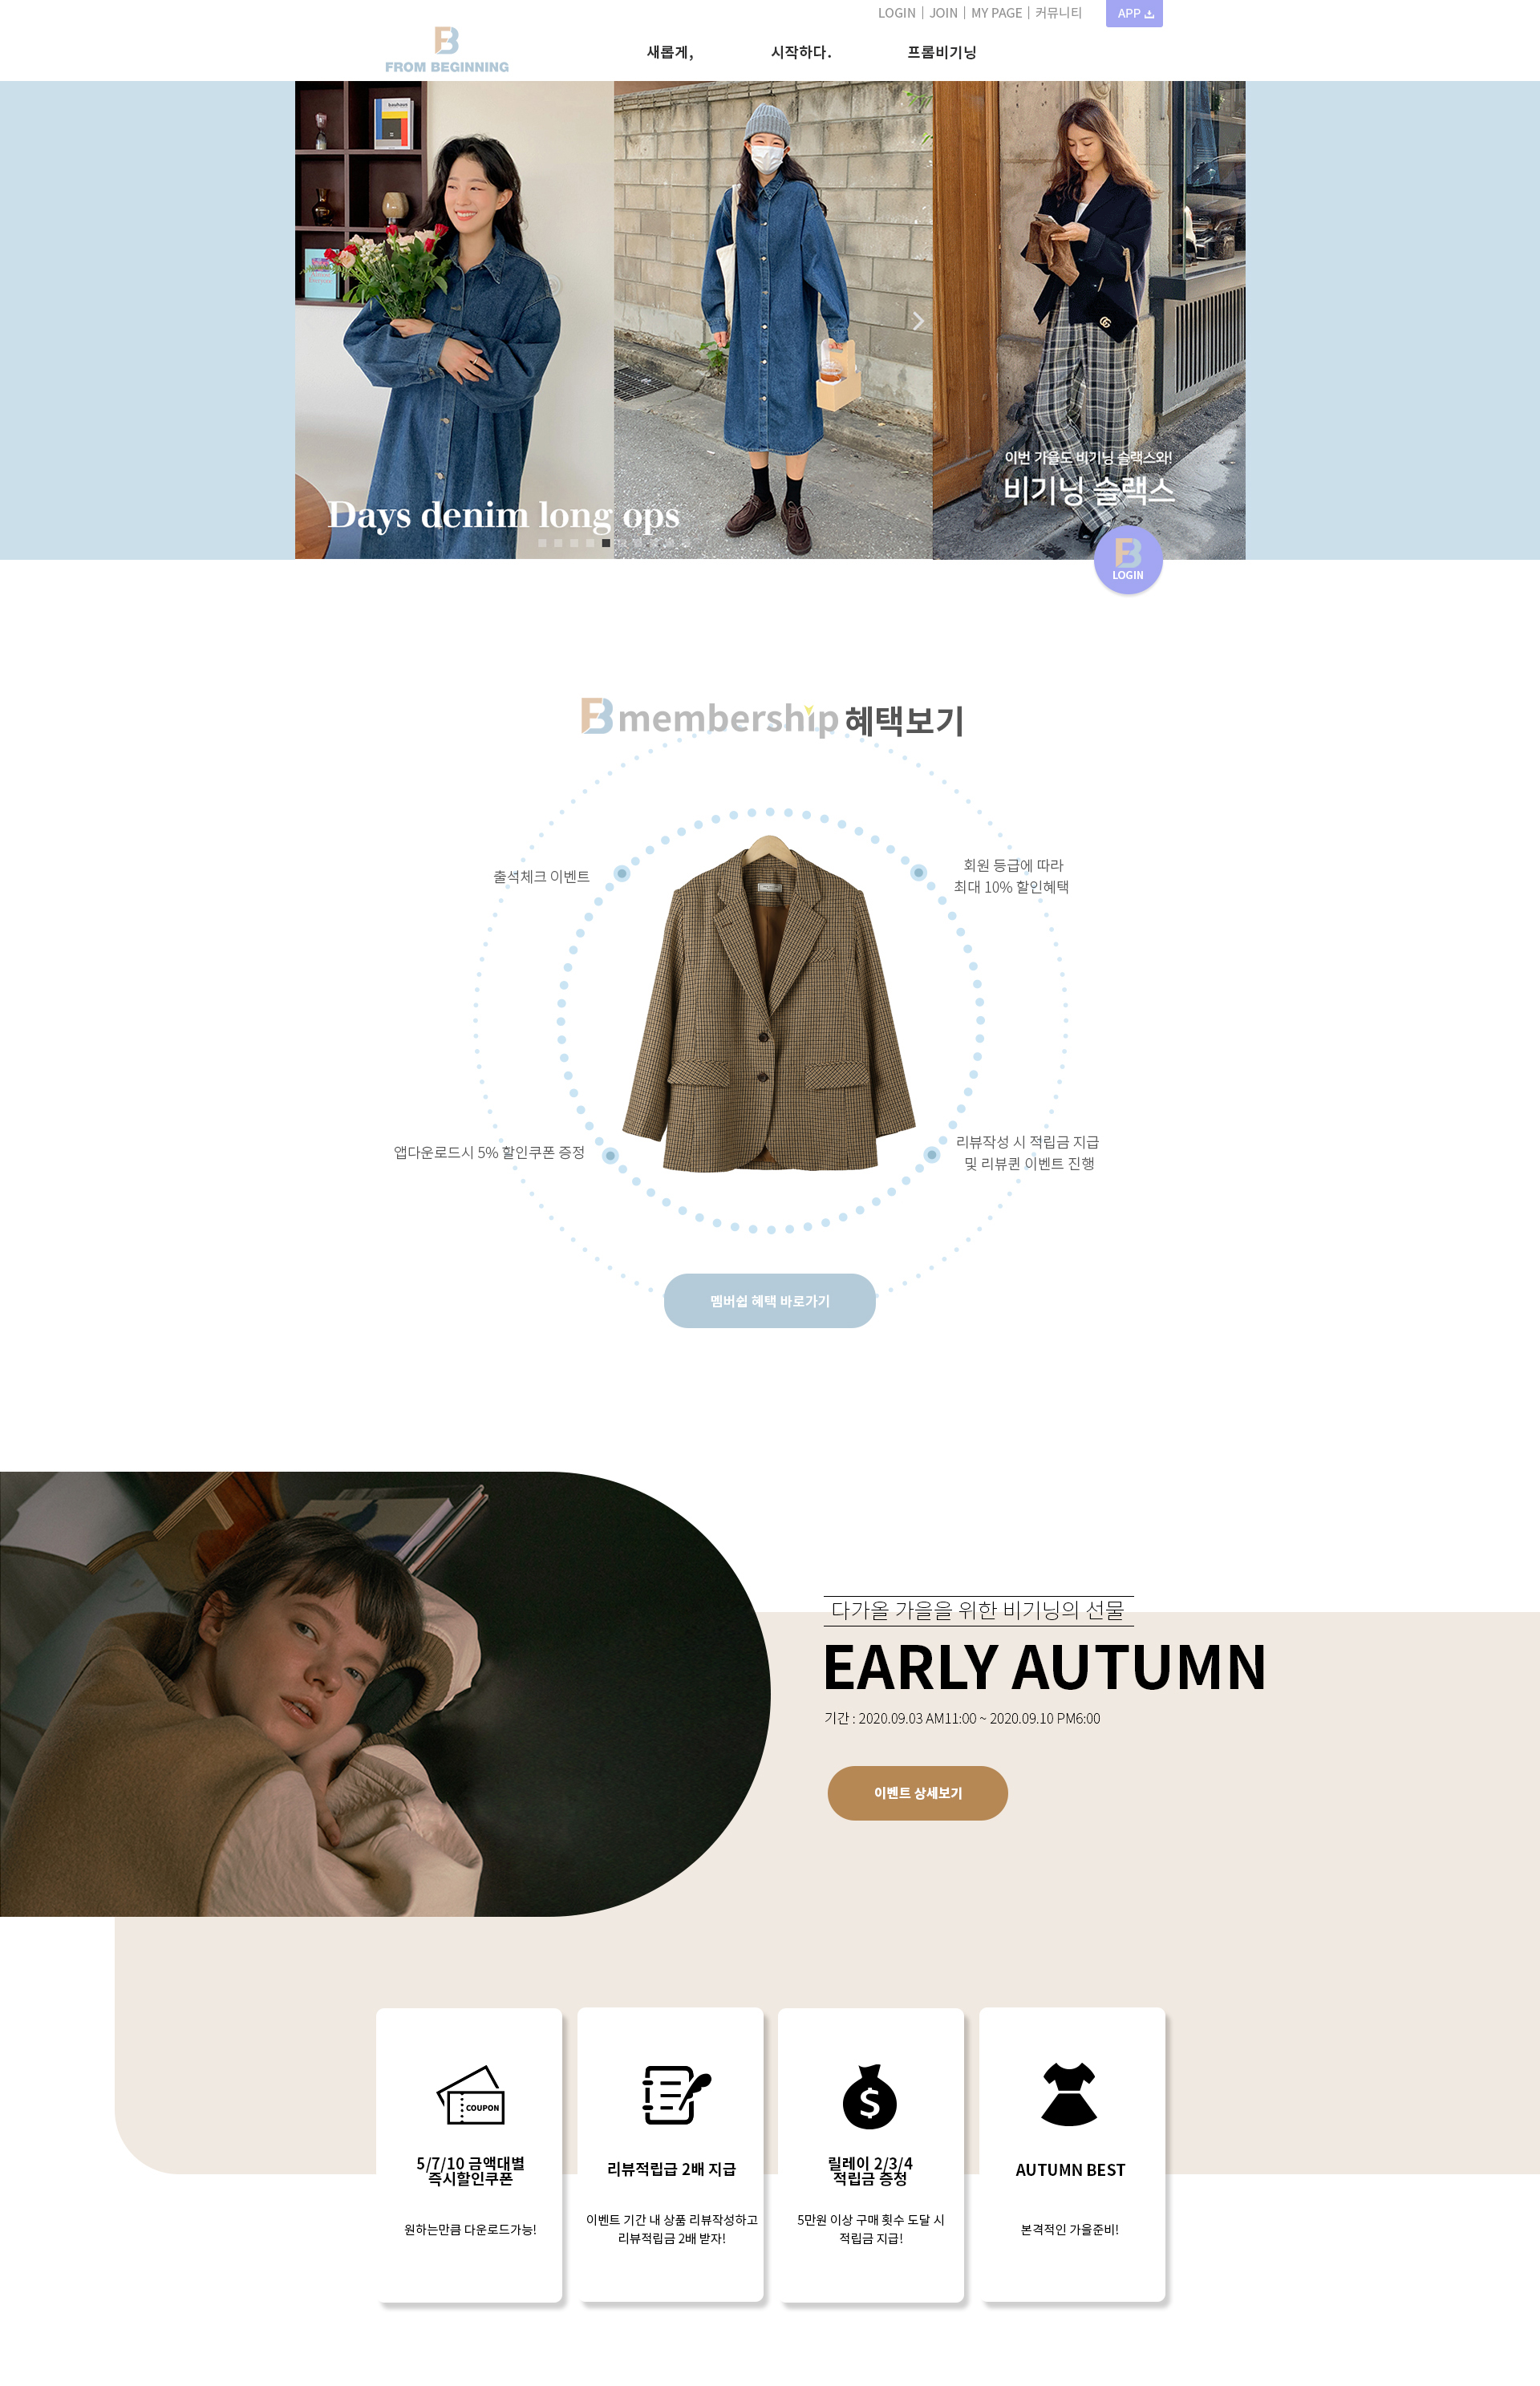 LOGIN | JOIN | MY PAGE | 커뮤니티
APP
FROM BEGINNING
새롭게, 시작하다. 프롬비기닝
bauhaus
Days denim long ops
이번 가을도 비기닝 슬랙스와!
비기닝 슬랙스
LOGIN
B membership 혜택보기
출석체크 이벤트
회원 등급에 따라
최대 10% 할인혜택
앱다운로드시 5% 할인쿠폰 증정
리뷰작성 시 적립금 지급
및 리뷰퀸 이벤트 진행
멤버쉽 혜택 바로가기
다가올 가을을 위한 비기닝의 선물
EARLY AUTUMN
기간 : 2020.09.03 AM11:00 ~ 2020.09.10 PM6:00
이벤트 상세보기
COUPON
5/7/10 금액대별
즉시할인쿠폰
원하는만큼 다운로드가능!
리뷰적립금 2배 지급
이벤트 기간 내 상품 리뷰작성하고
리뷰적립금 2배 받자!
$
릴레이 2/3/4
적립금 증정
5만원 이상 구매 횟수 도달 시
적립금 지급!
AUTUMN BEST
본격적인 가을준비!